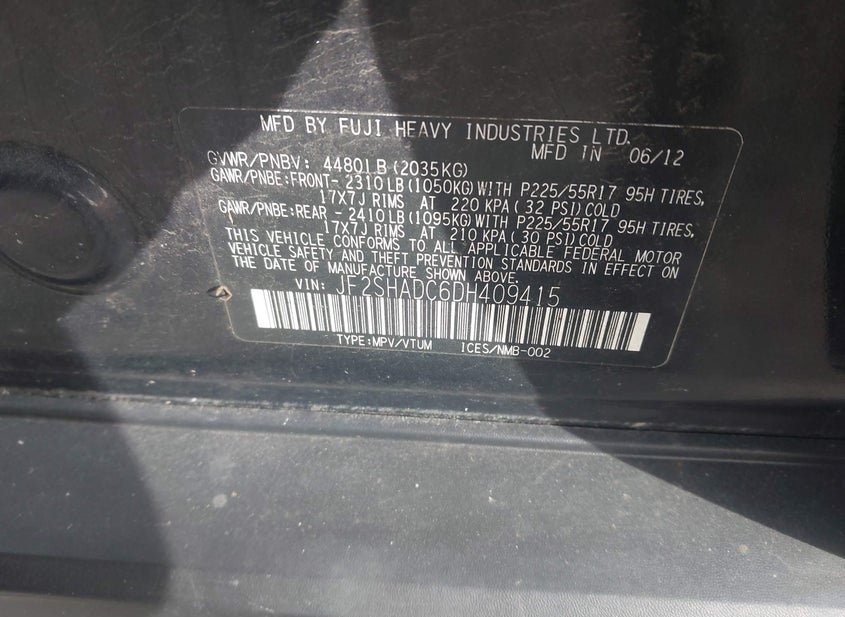 MFD BY FUJI HEAVY INDUSTRIES LTD.
MFD IN 06/12
GVWR/PNBV: 4480LB (2035KG)
GAWR/PNBE:FRONT- 2310 LB (1050KG) WITH P225/55R17 95H TIRES,
17X7J RIMS AT 220 KPA (32 PSI) COLD
GAWR/PNBE:REAR - 2410 LB (1095KG) WITH P225/55R17 95H TIRES,
17X7J RIMS AT 210 KPA (30 PSI) COLD
THIS VEHICLE CONFORMS TO ALL APPLICABLE FEDERAL MOTOR
VEHICLE SAFETY AND THEFT PREVENTION STANDARDS IN EFFECT ON
THE DATE OF MANUFACTURE SHOWN ABOVE.
VIN: JF2SHADC6DH409415
TYPE:MPV/VTUM ICES/NMB-002